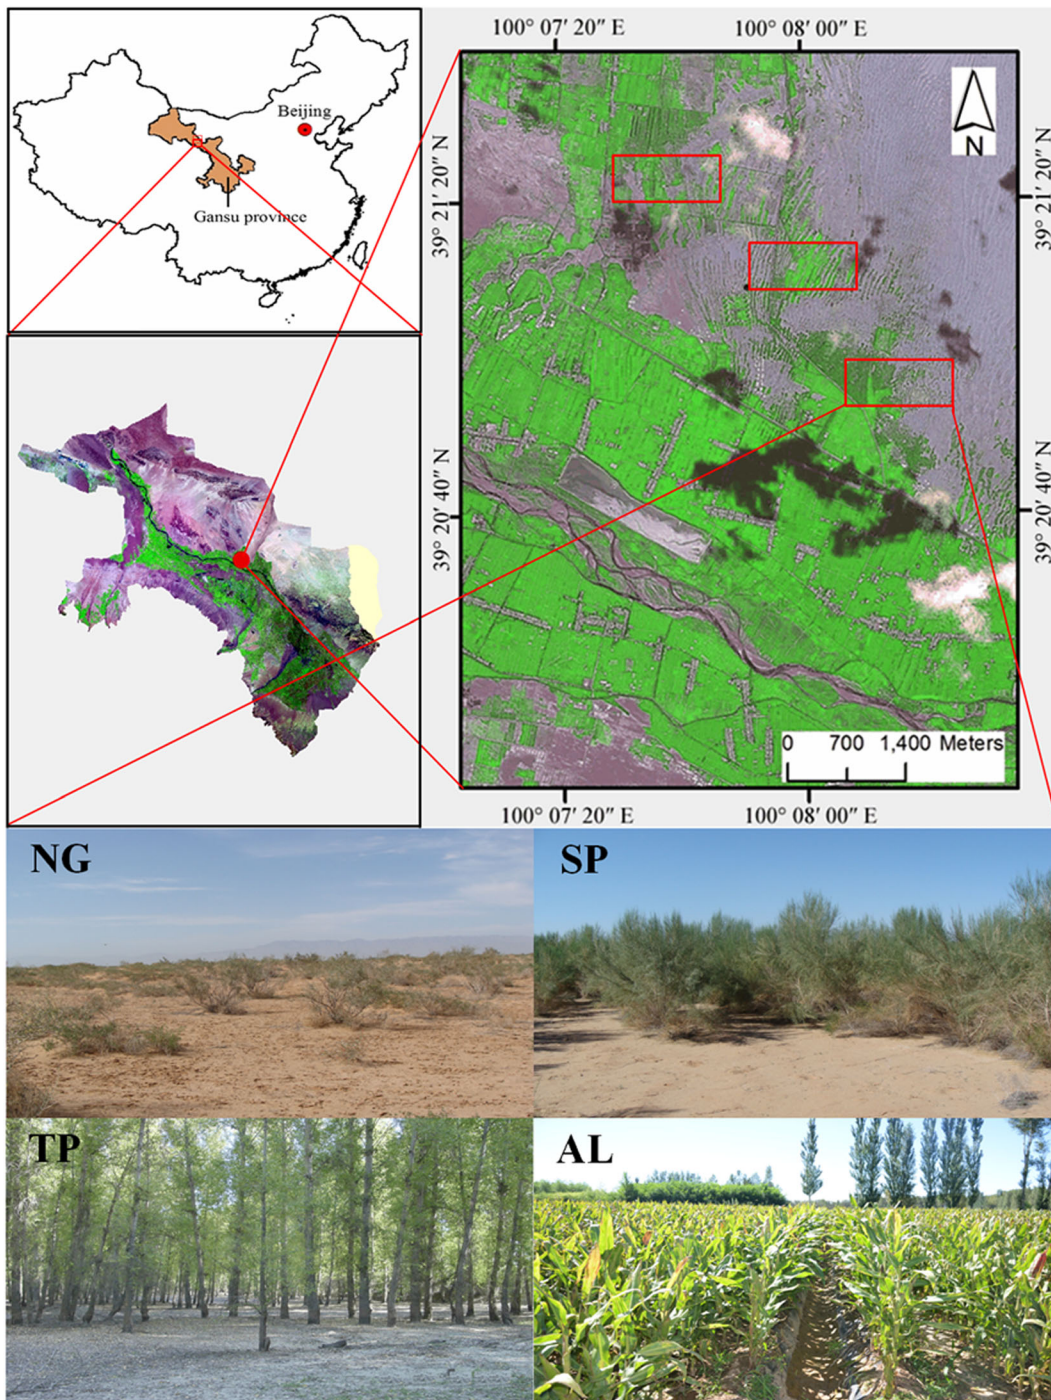 100° 07′ 20″ E
100° 08′ 00″ E
Beijing
Gansu province
N
39° 21′ 20″ N
39° 21′ 20″ N
39° 20′ 40″ N
39° 20′ 40″ N
0 700 1,400 Meters
100° 07′ 20″ E
100° 08′ 00″ E
NG
SP
TP
AL